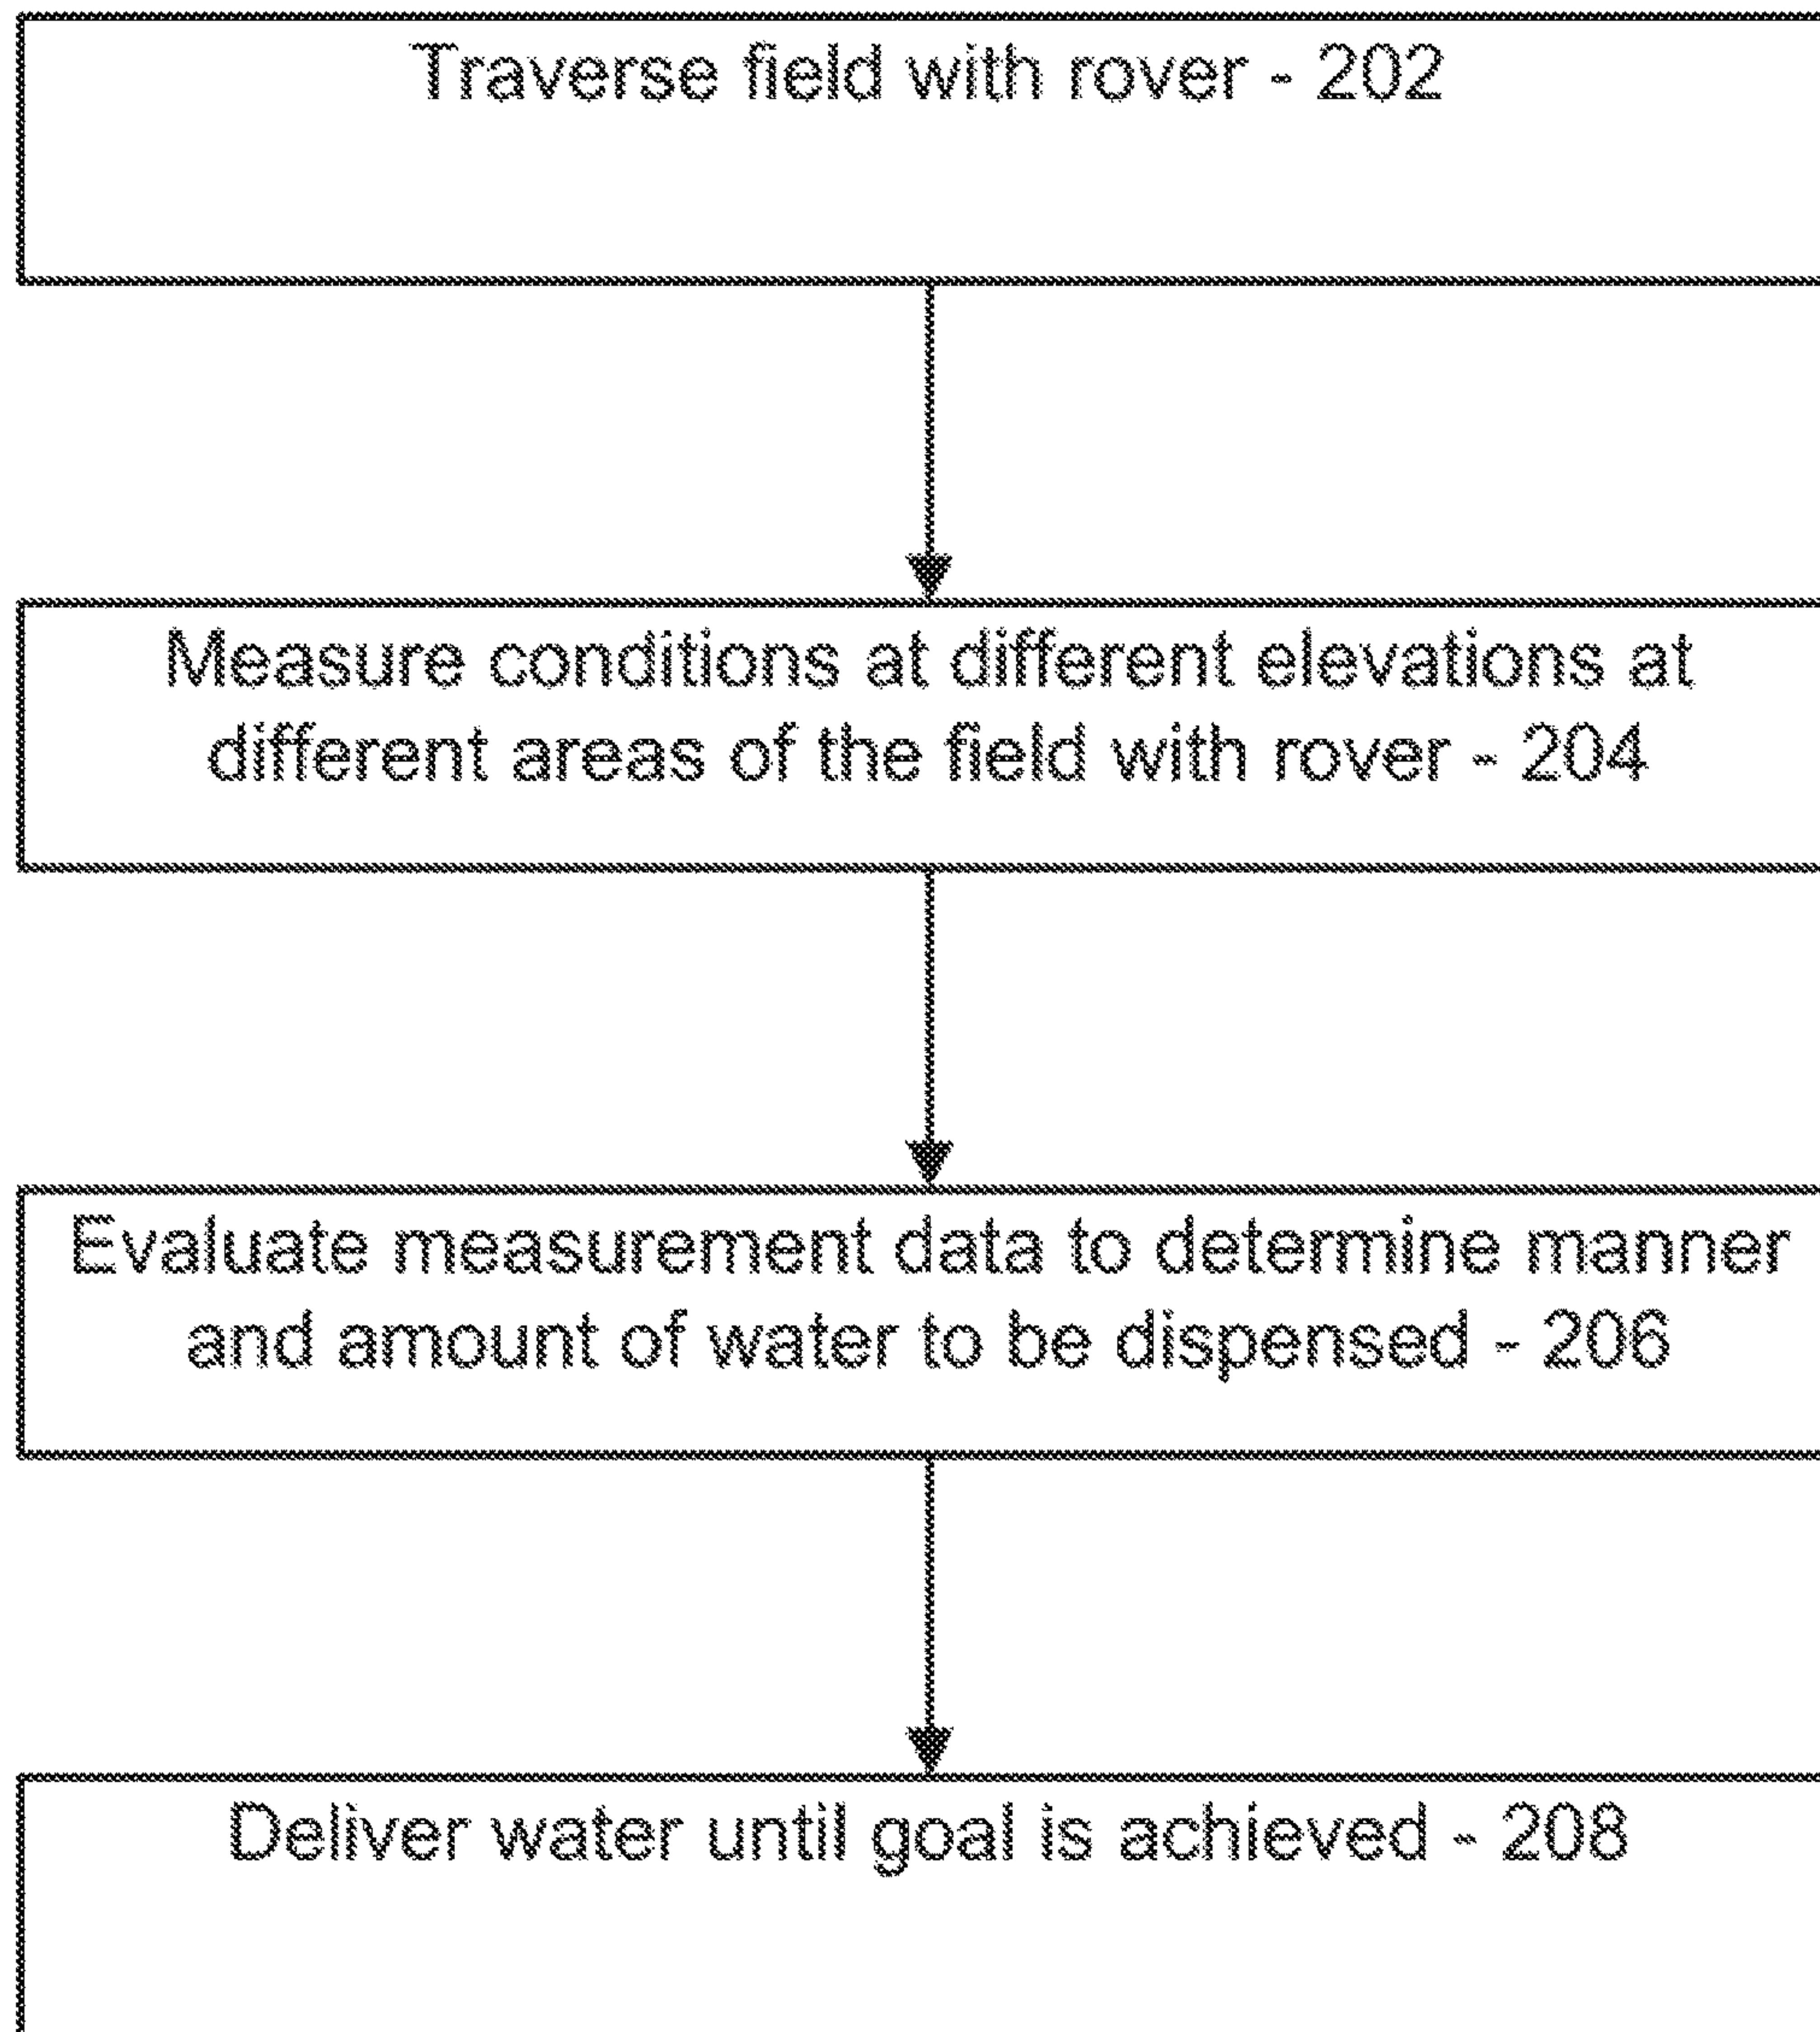 Traverse field with rover - 202
Measure conditions at different elevations at
different areas of the field with rover - 204
Evaluate measurement data to determine manner
and amount of water to be dispensed - 206
Deliver water until goal is achieved - 208